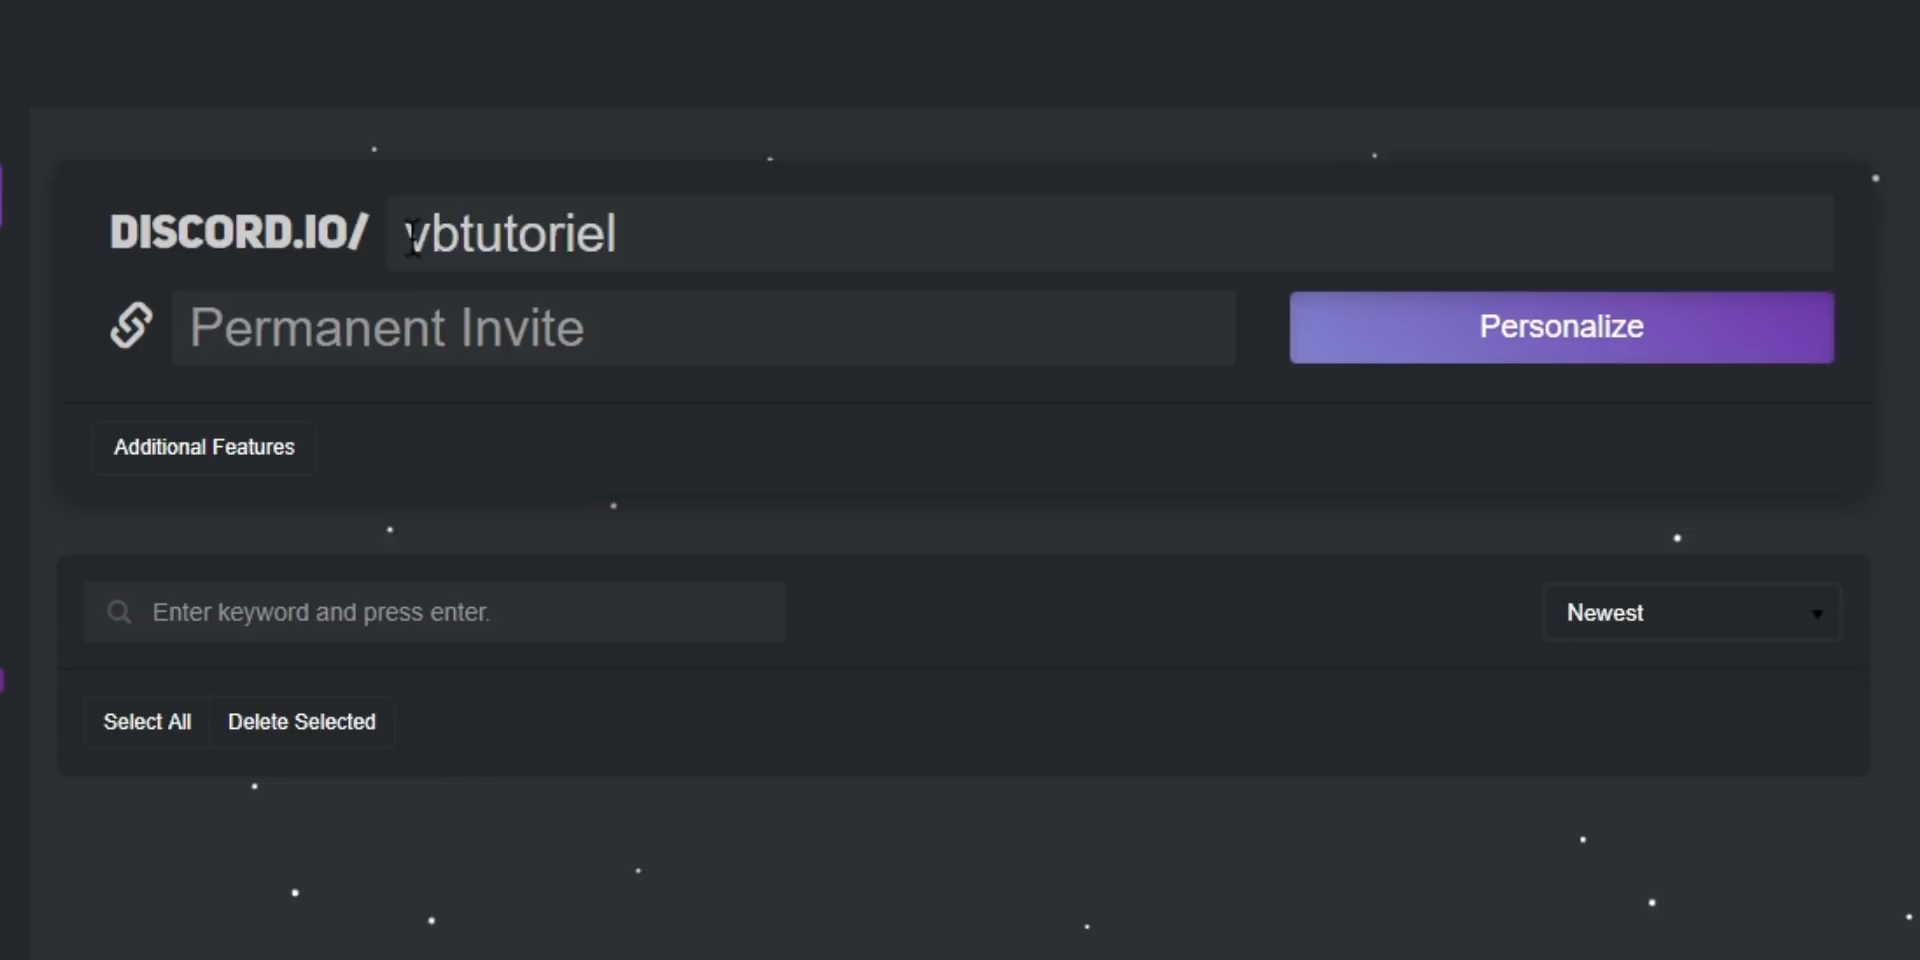 DISCORD.IO/ vbtutoriel
Permanent Invite
Personalize
Additional Features
Enter keyword and press enter.
Newest
Select All
Delete Selected